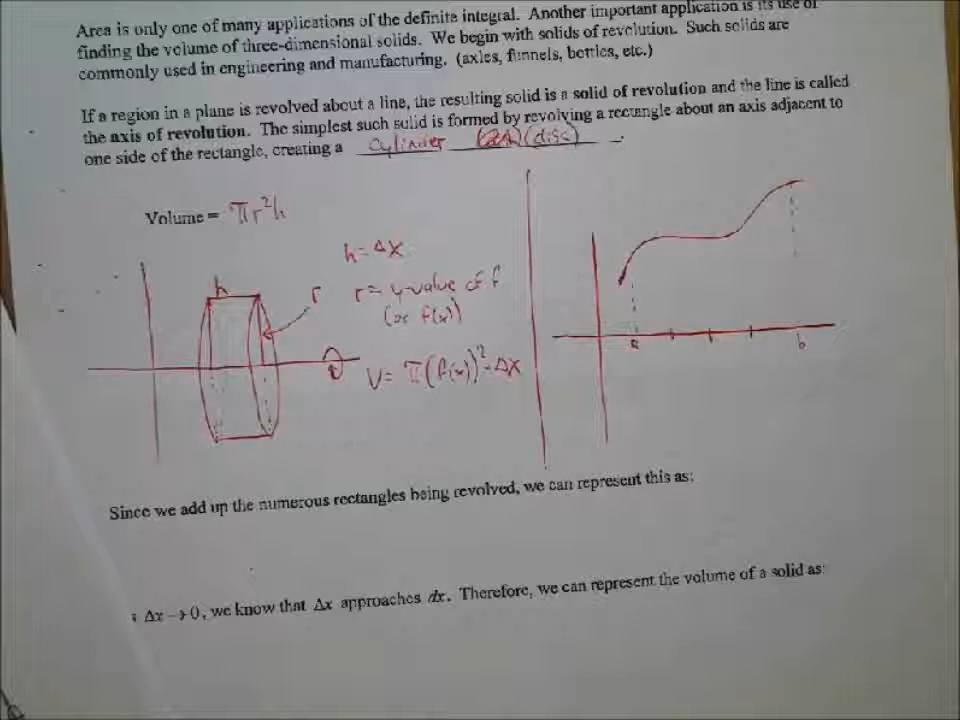 Area is only one of many applications of the definite integral. Another important application is its use of
finding the volume of three-dimensional solids. We begin with solids of revolution. Such solids are
commonly used in engineering and manufacturing. (axles, funnels, bottles, etc.)
If a region in a plane is revolved about a line, the resulting solid is a solid of revolution and the line is called
the axis of revolution. The simplest such solid is formed by revolving a rectangle about an axis adjacent to
one side of the rectangle, creating a cylinder (disc).
Volume = πr²h
h = Δx
h
r
r = y-value of f
(or f(x))
V = π(f(x))²·Δx
a
b
Since we add up the numerous rectangles being revolved, we can represent this as:
Δx → 0, we know that Δx approaches dx. Therefore, we can represent the volume of a solid as: